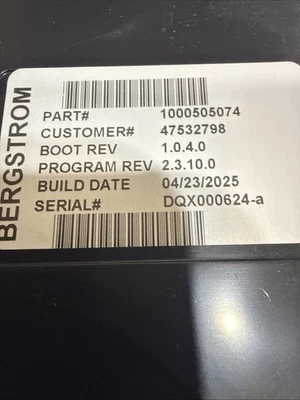 BERGSTROM
PART# 1000505074
CUSTOMER# 47532798
BOOT REV 1.0.4.0
PROGRAM REV 2.3.10.0
BUILD DATE 04/23/2025
SERIAL# DQX000624-a